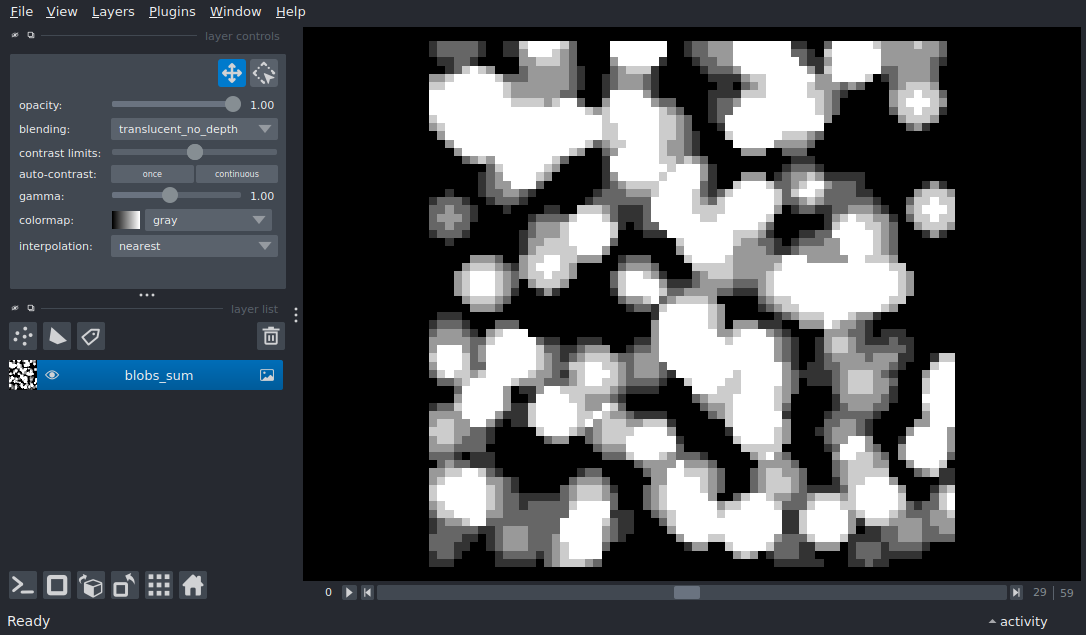 File View Layers Plugins Window Help
layer controls
opacity: 1.00
blending: translucent_no_depth
contrast limits:
auto-contrast: once continuous
gamma: 1.00
colormap: gray
interpolation: nearest
layer list
blobs_sum
0 29 59
Ready activity